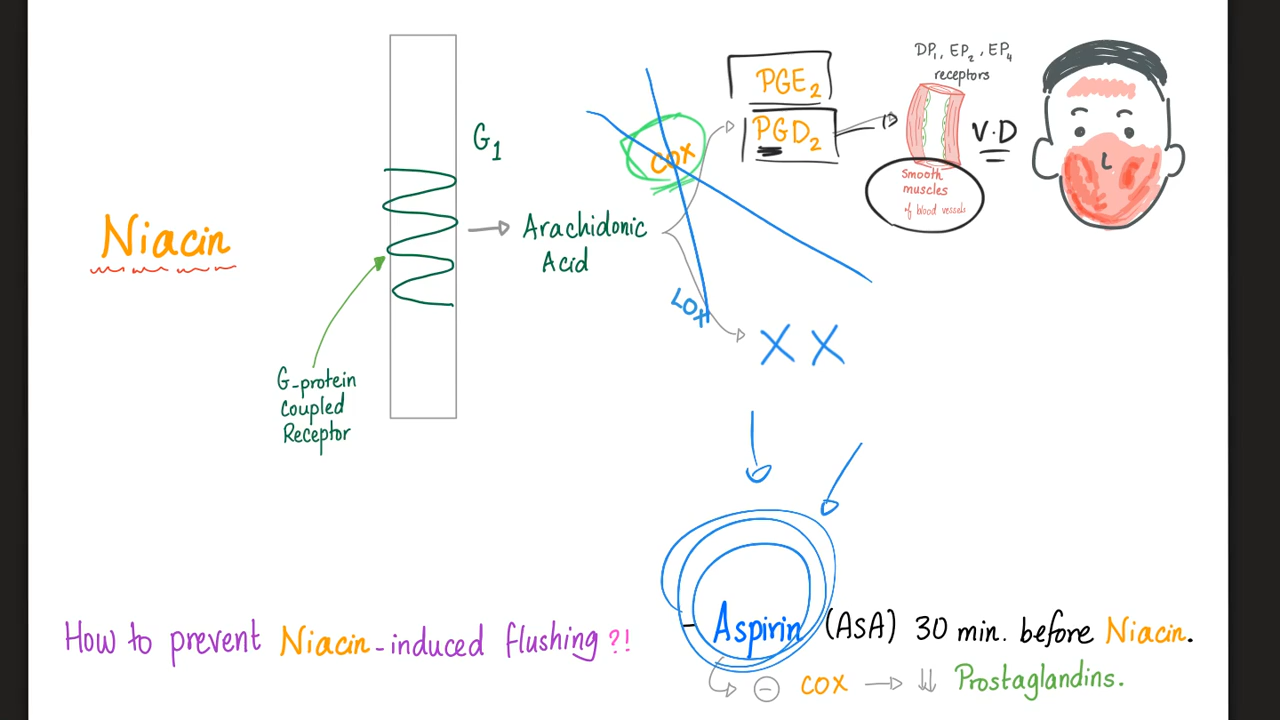 Niacin
G-protein
Coupled
Receptor
G1
Arachidonic
Acid
COX
LOX
X X
PGE2
PGD2
DP1, EP2, EP4
receptors
Smooth
muscles
of blood vessels
V.D
How to prevent Niacin-induced flushing ?!
Aspirin (ASA) 30 min. before Niacin.
COX Prostaglandins.